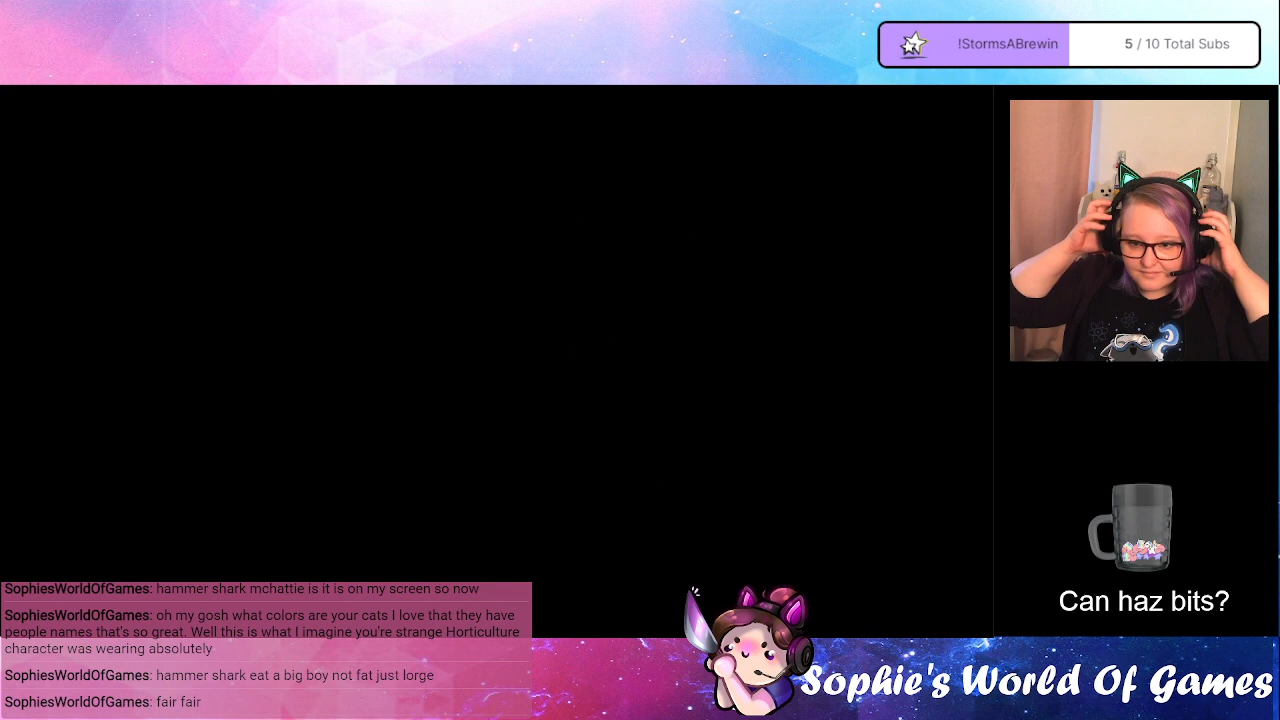 !StormsABrewin 5 / 10 Total Subs
SophiesWorldOfGames: hammer shark mchattie is it is on my screen so now
SophiesWorldOfGames: oh my gosh what colors are your cats I love that they have
people names that's so great. Well this is what I imagine you're strange Horticulture
character was wearing absolutely
SophiesWorldOfGames: hammer shark eat a big boy not fat just lorge
SophiesWorldOfGames: fair fair
Can haz bits?
Sophie's World Of Games